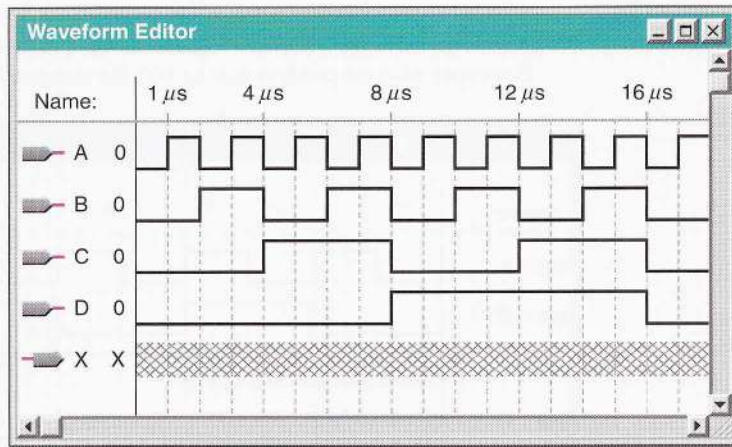 Waveform Editor
Name: 1 μs 4 μs 8 μs 12 μs 16 μs
A 0
B 0
C 0
D 0
X X